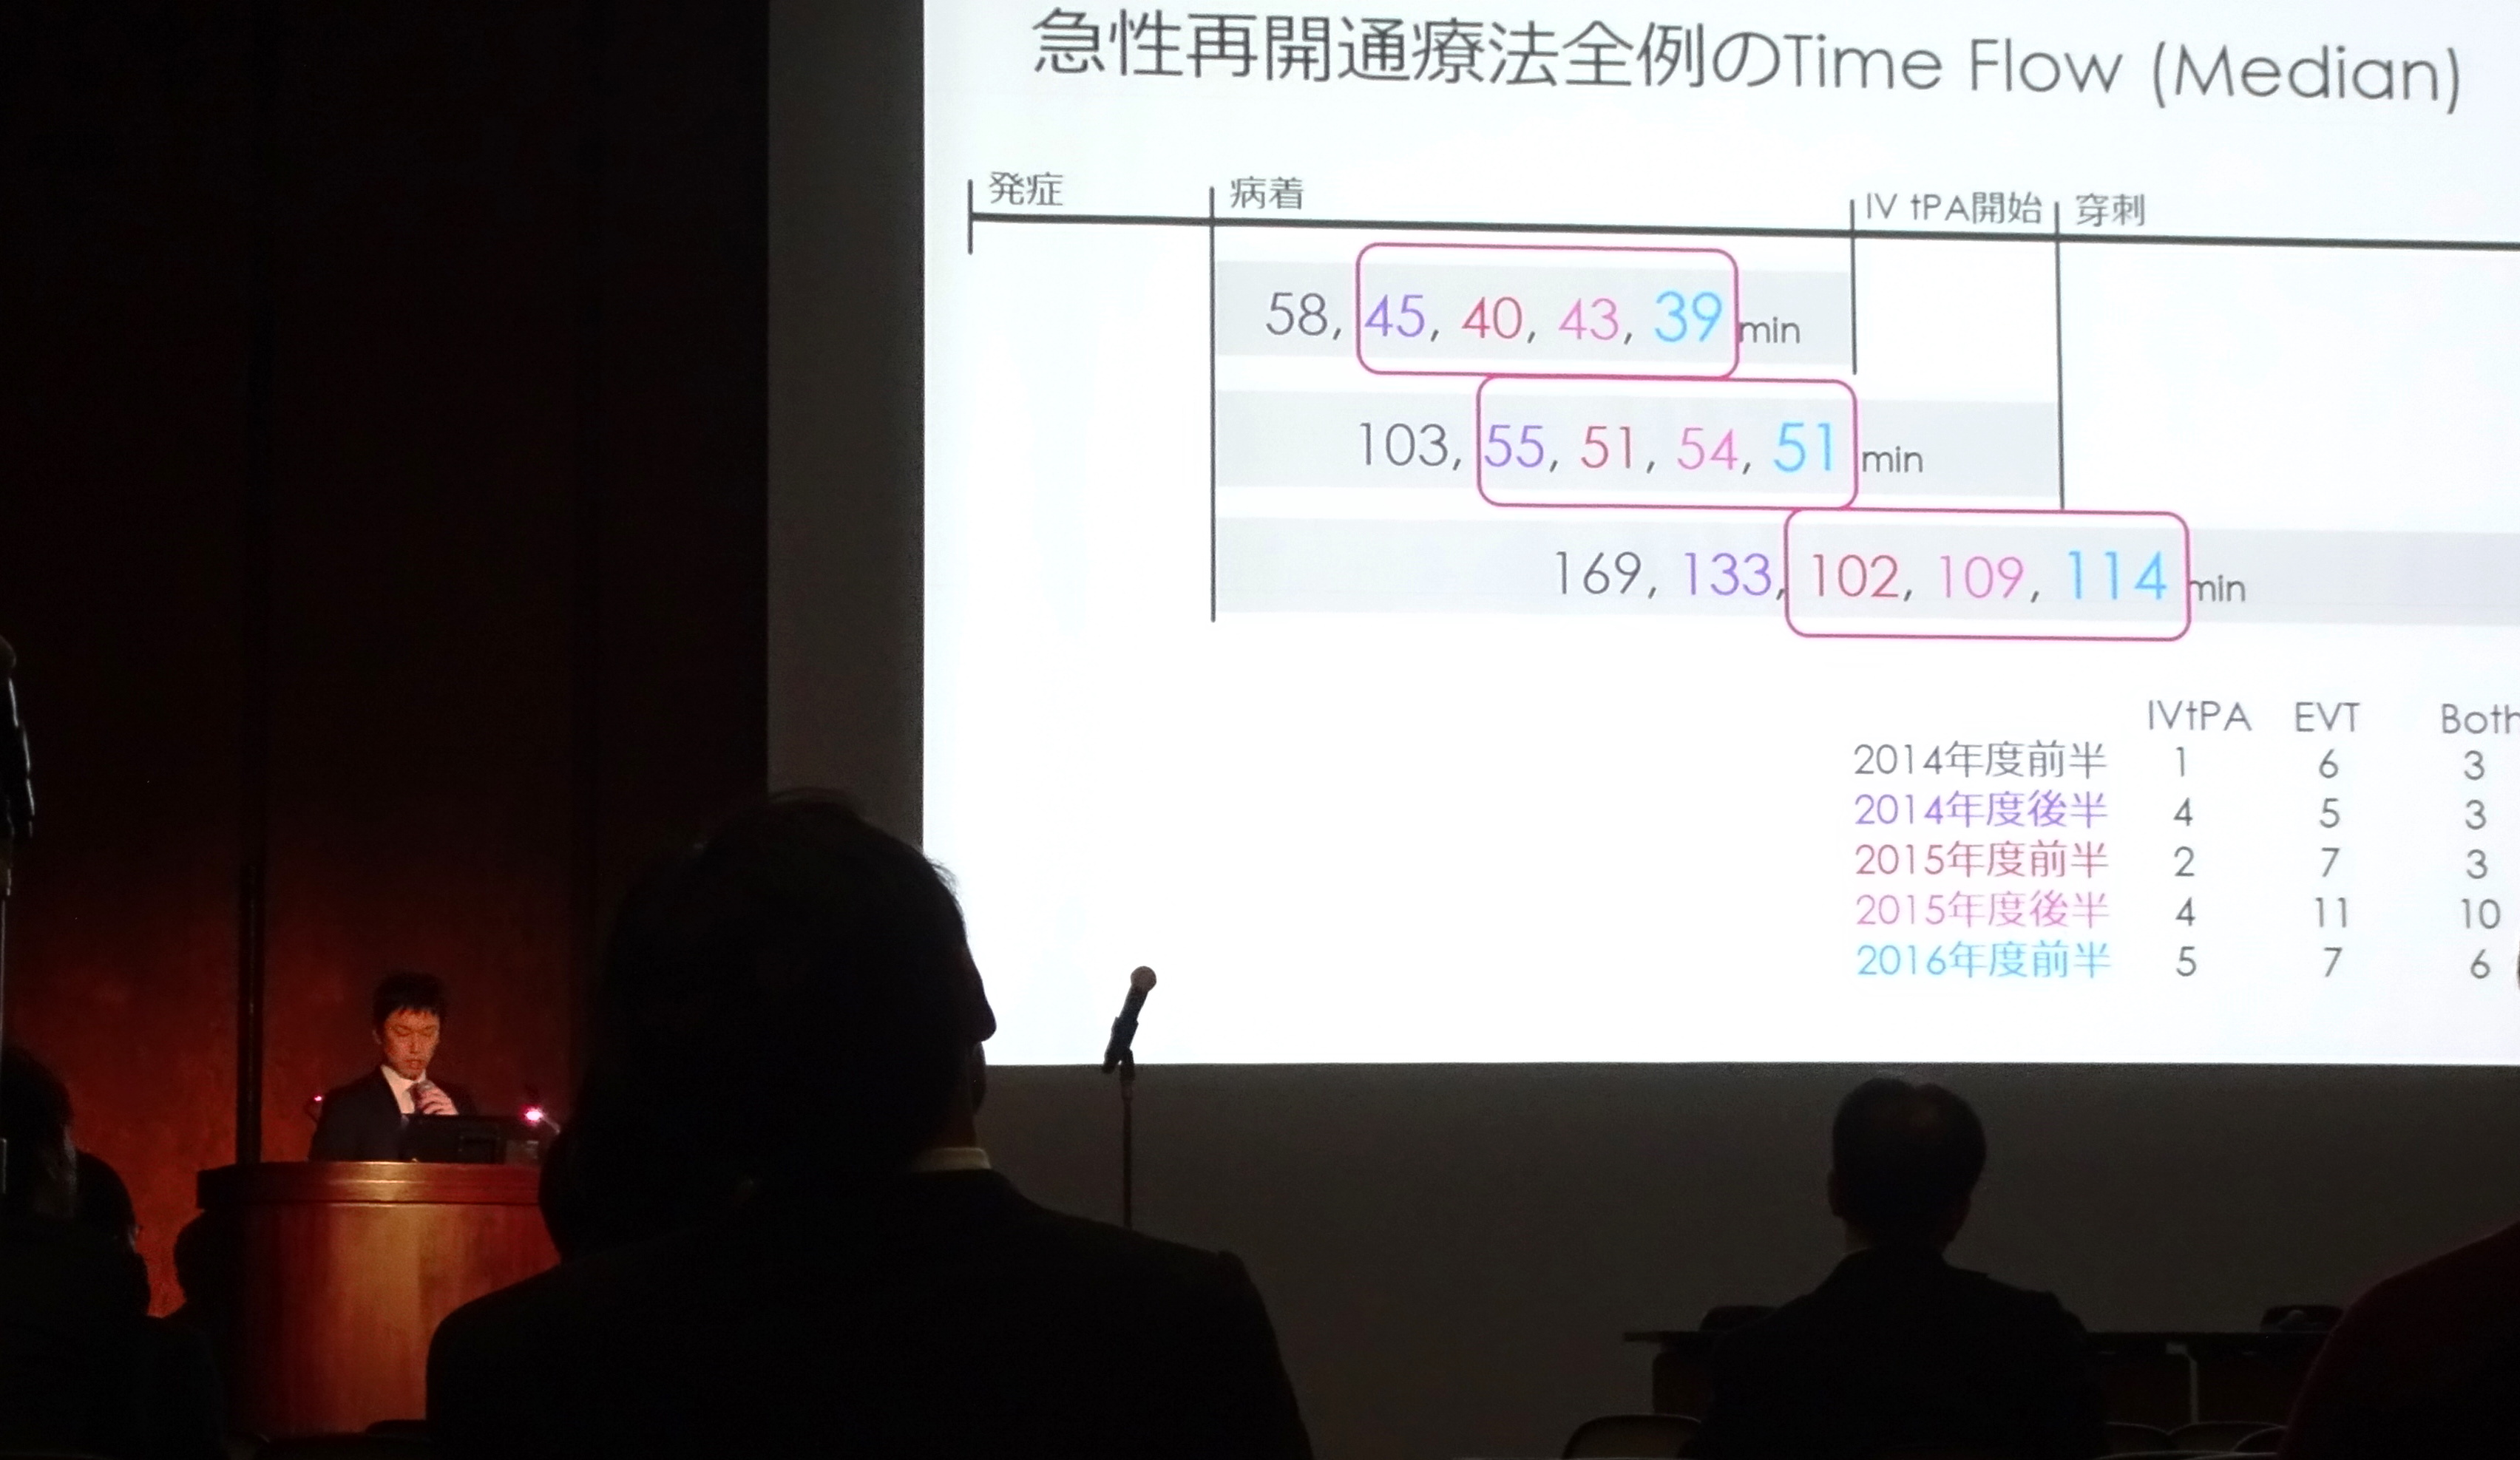 急性再開通療法全例のTime Flow (Median)
発症 病着 IV tPA開始 穿刺
58, 45, 40, 43, 39 min
103, 55, 51, 54, 51 min
169, 133, 102, 109, 114 min
IVtPA EVT Both
2014年度前半 1 6 3
2014年度後半 4 5 3
2015年度前半 2 7 3
2015年度後半 4 11 10
2016年度前半 5 7 6